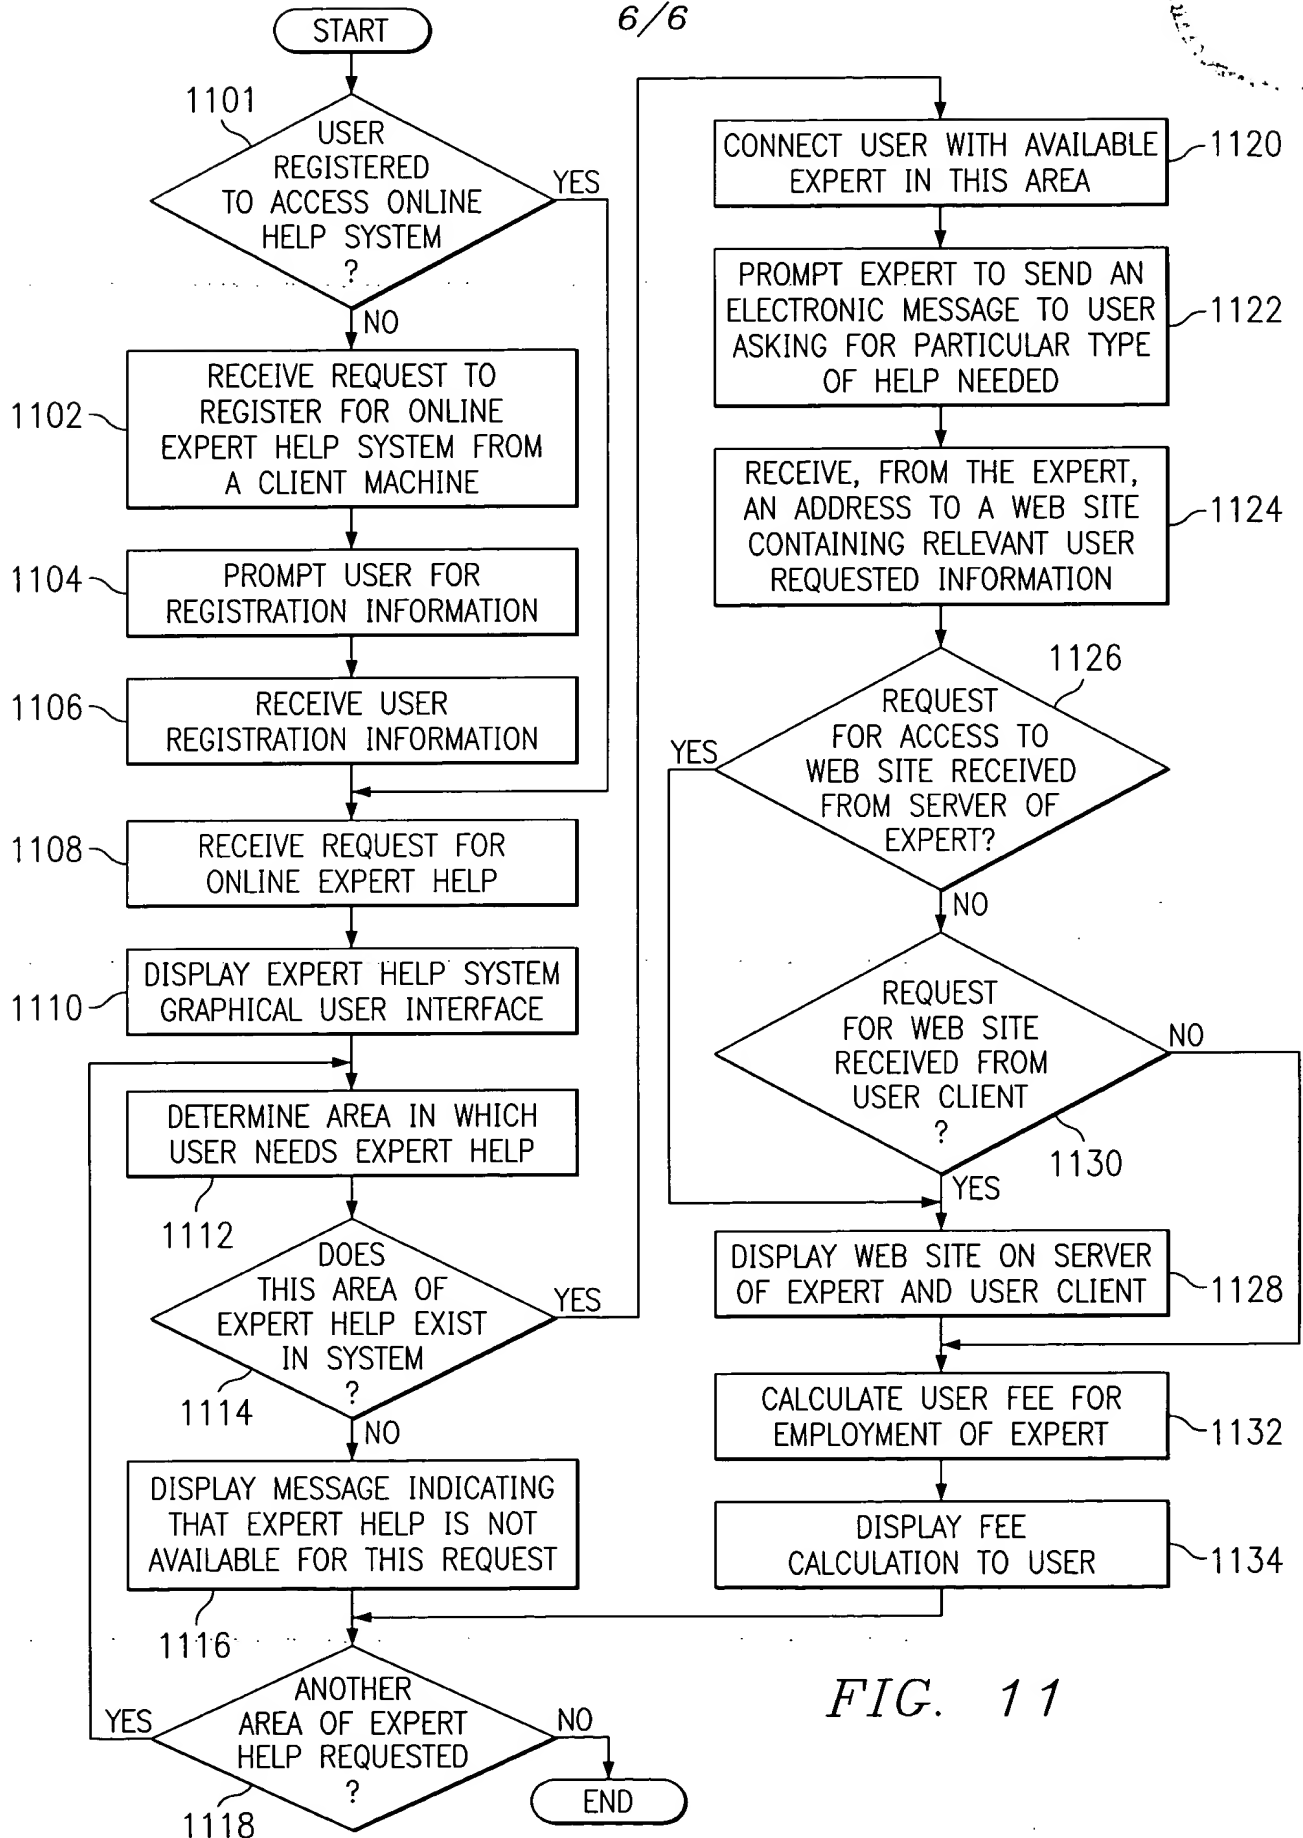 6/6
START
1101
USER
REGISTERED
TO ACCESS ONLINE
HELP SYSTEM
?
YES
NO
1102
RECEIVE REQUEST TO
REGISTER FOR ONLINE
EXPERT HELP SYSTEM FROM
A CLIENT MACHINE
1104
PROMPT USER FOR
REGISTRATION INFORMATION
1106
RECEIVE USER
REGISTRATION INFORMATION
1108
RECEIVE REQUEST FOR
ONLINE EXPERT HELP
1110
DISPLAY EXPERT HELP SYSTEM
GRAPHICAL USER INTERFACE
DETERMINE AREA IN WHICH
USER NEEDS EXPERT HELP
1112
DOES
THIS AREA OF
EXPERT HELP EXIST
IN SYSTEM
?
YES
1114
NO
DISPLAY MESSAGE INDICATING
THAT EXPERT HELP IS NOT
AVAILABLE FOR THIS REQUEST
1116
ANOTHER
AREA OF EXPERT
HELP REQUESTED
?
YES
NO
1118
END
CONNECT USER WITH AVAILABLE
EXPERT IN THIS AREA
1120
PROMPT EXPERT TO SEND AN
ELECTRONIC MESSAGE TO USER
ASKING FOR PARTICULAR TYPE
OF HELP NEEDED
1122
RECEIVE, FROM THE EXPERT,
AN ADDRESS TO A WEB SITE
CONTAINING RELEVANT USER
REQUESTED INFORMATION
1124
1126
REQUEST
FOR ACCESS TO
WEB SITE RECEIVED
FROM SERVER OF
EXPERT?
YES
NO
REQUEST
FOR WEB SITE
RECEIVED FROM
USER CLIENT
?
NO
1130
YES
DISPLAY WEB SITE ON SERVER
OF EXPERT AND USER CLIENT
1128
CALCULATE USER FEE FOR
EMPLOYMENT OF EXPERT
1132
DISPLAY FEE
CALCULATION TO USER
1134
FIG. 11